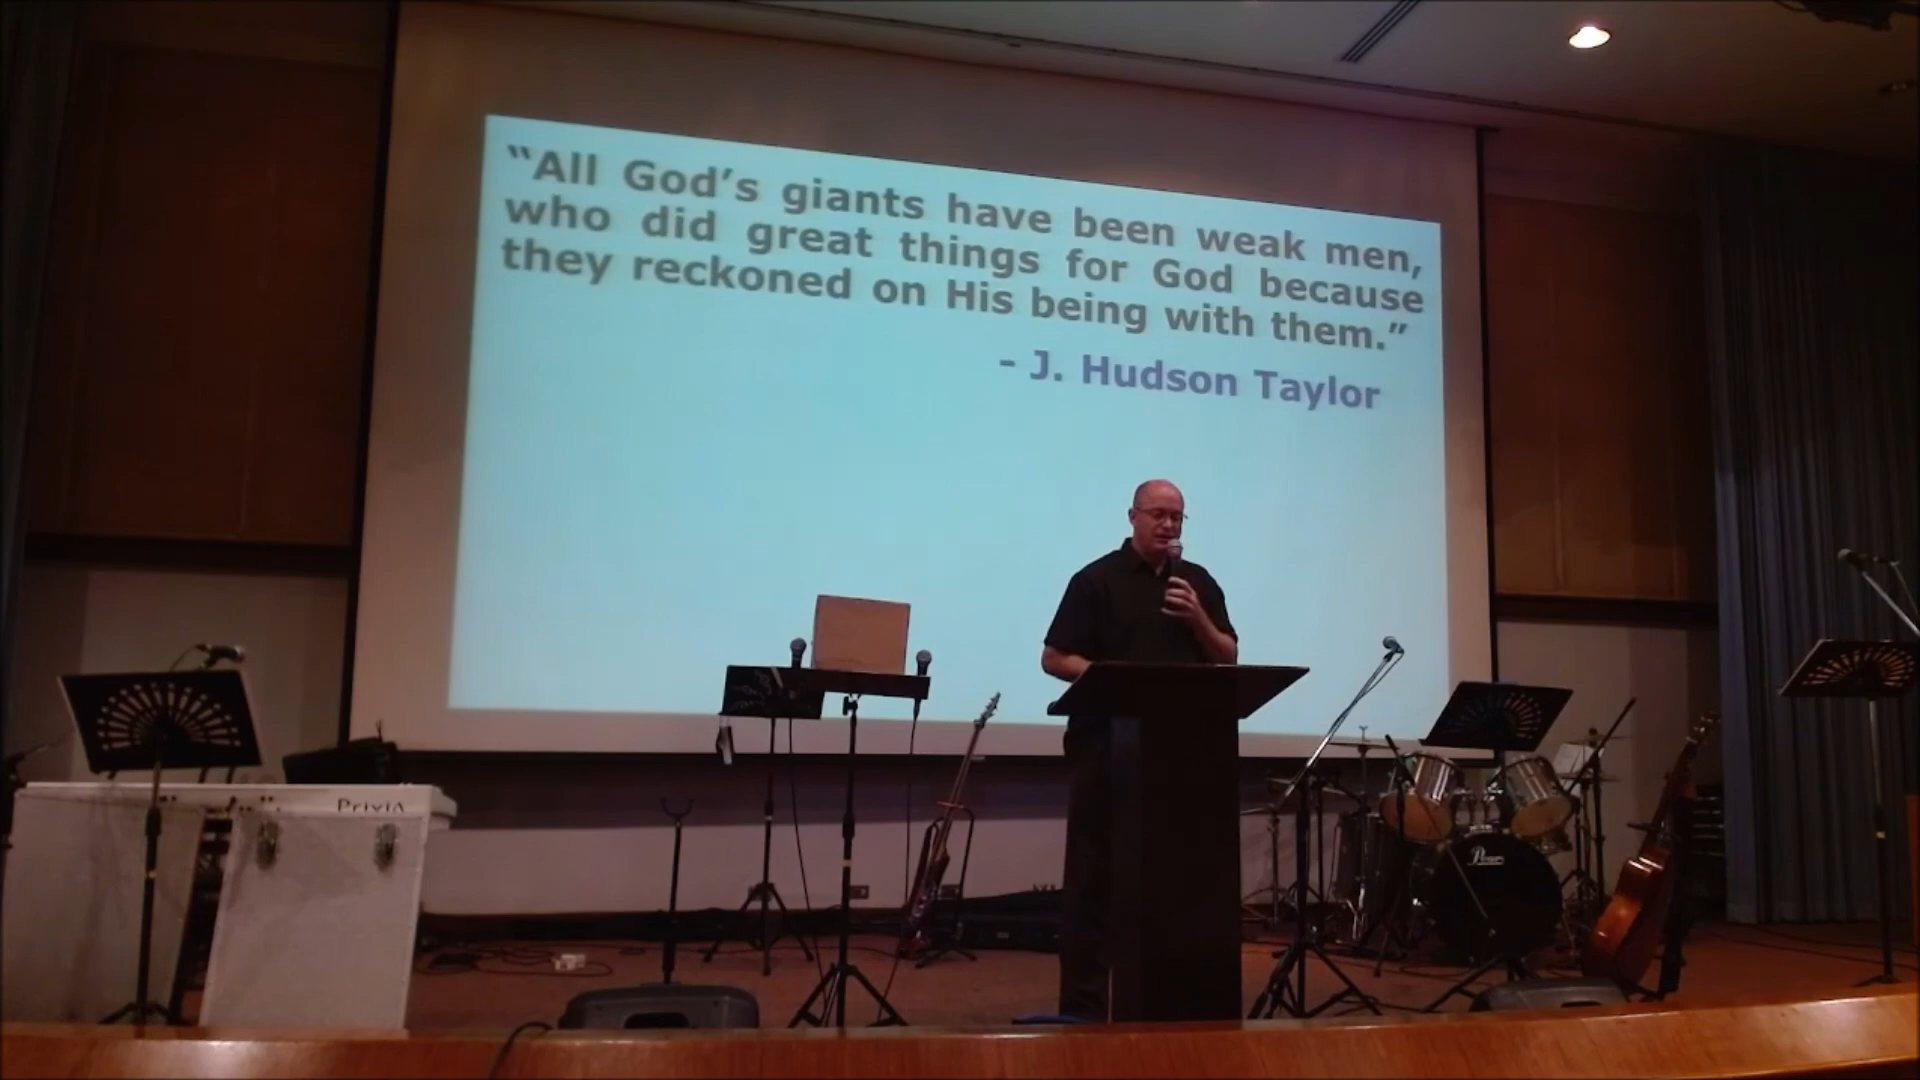 “All God’s giants have been weak men,
who did great things for God because
they reckoned on His being with them.”
- J. Hudson Taylor
Privia
Pearl